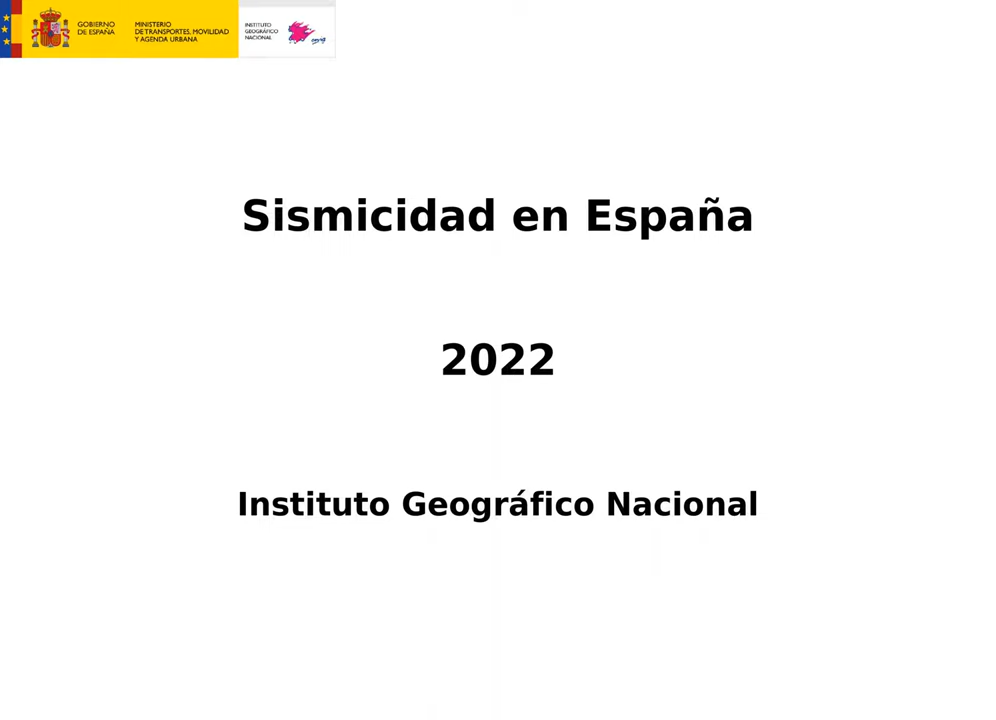 GOBIERNO
DE ESPAÑA
MINISTERIO
DE TRANSPORTES, MOVILIDAD
Y AGENDA URBANA
INSTITUTO
GEOGRÁFICO
NACIONAL
cnig
Sismicidad en España
2022
Instituto Geográfico Nacional